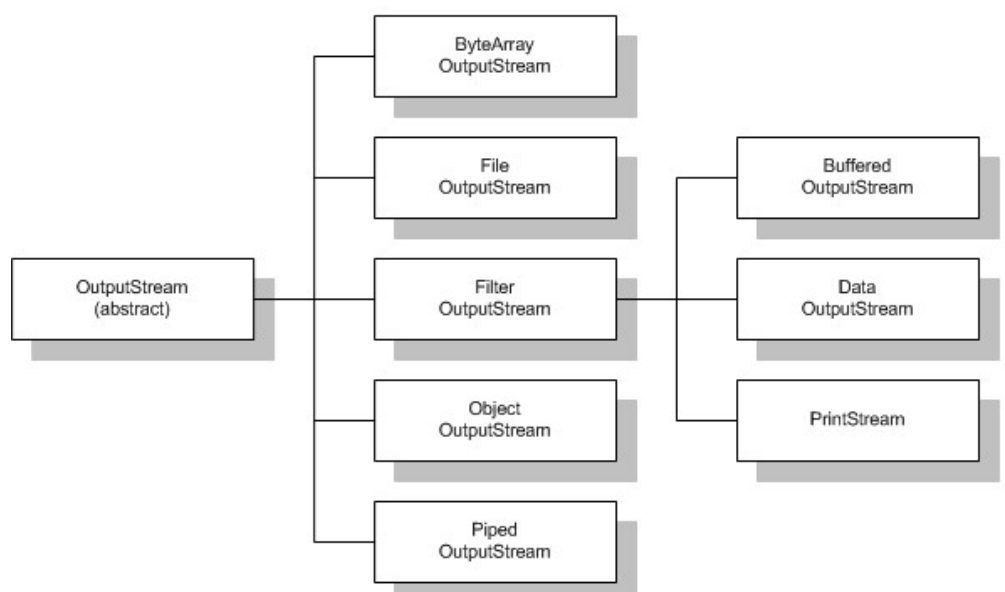 ByteArray
OutputStream
File
OutputStream
Buffered
OutputStream
OutputStream
(abstract)
Filter
OutputStream
Data
OutputStream
Object
OutputStream
PrintStream
Piped
OutputStream